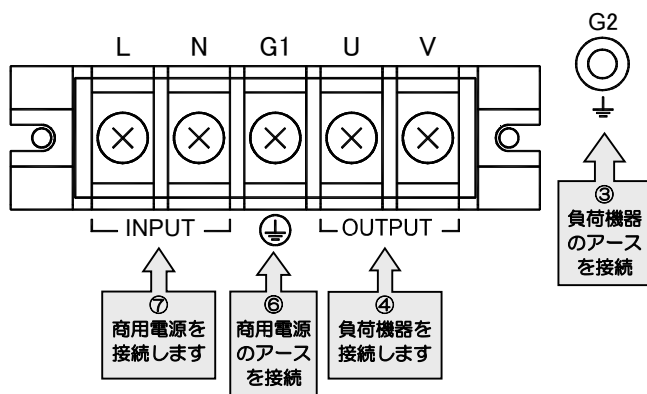 L N G1 U V
G2
INPUT
OUTPUT
③
負荷機器
のアース
を接続
⑦
商用電源を
接続します
⑥
商用電源
のアース
を接続
④
負荷機器を
接続します